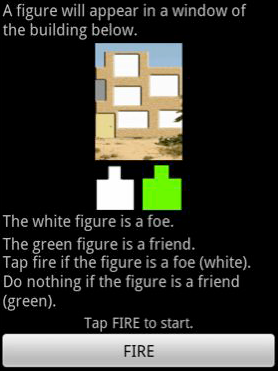 A figure will appear in a window of
the building below.
The white figure is a foe.
The green figure is a friend.
Tap fire if the figure is a foe (white).
Do nothing if the figure is a friend
(green).
Tap FIRE to start.
FIRE